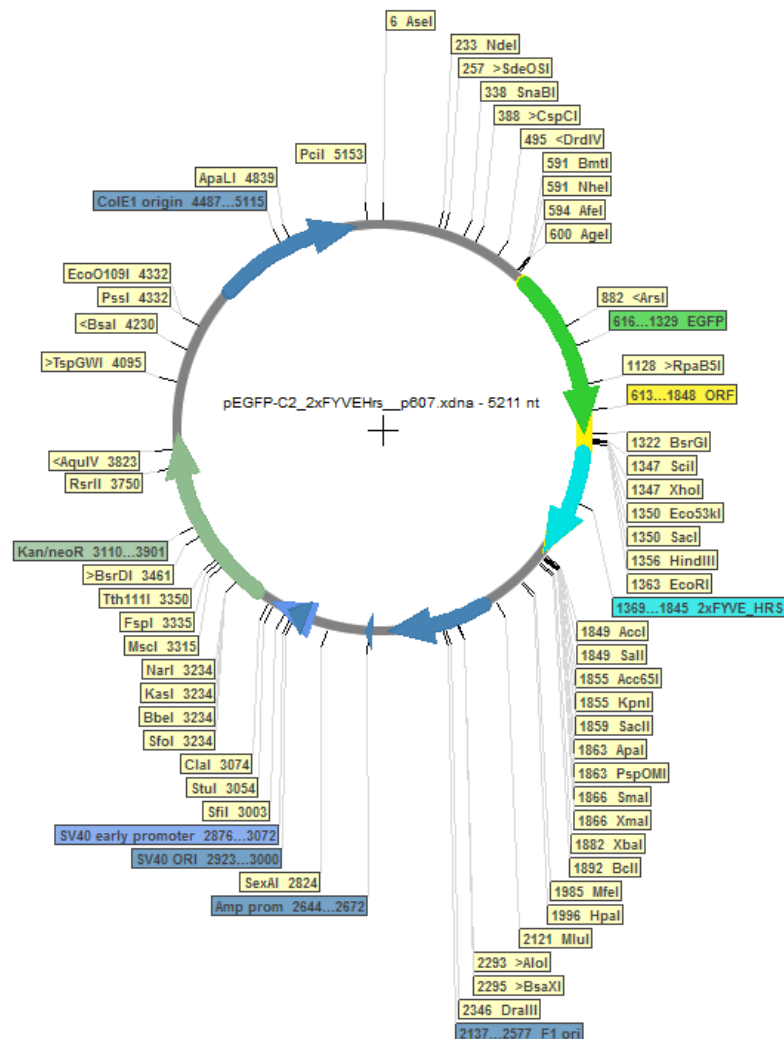 6 AseI
233 NdeI
257 >SdeOSI
338 SnaBI
388 >CspCI
495 <DrdIV
591 BmtI
591 NheI
594 AfeI
600 AgeI
882 <ArsI
616...1329 EGFP
1128 >RpaB5I
613...1848 ORF
1322 BsrGI
1347 SciI
1347 XhoI
1350 Eco53kI
1350 SacI
1356 HindIII
1363 EcoRI
1369...1845 2xFYVE_HRS
1849 AccI
1849 SalI
1855 Acc65I
1855 KpnI
1859 SacII
1863 ApaI
1863 PspOMI
1866 SmaI
1866 XmaI
1882 XbaI
1892 BclI
1985 MfeI
1996 HpaI
2121 MluI
2293 >AloI
2295 >BsaXI
2346 DraIII
2137...2577 F1 ori
Amp prom 2644...2672
SexAI 2824
SV40 ORI 2923...3000
SV40 early promoter 2876...3072
SfiI 3003
StuI 3054
ClaI 3074
SfoI 3234
BbeI 3234
KasI 3234
NarI 3234
MscI 3315
FspI 3335
Tth111I 3350
>BsrDI 3461
Kan/neoR 3110...3901
RsrII 3750
<AquIV 3823
>TspGWI 4095
<BsaI 4230
PssI 4332
EcoO109I 4332
ColE1 origin 4487...5115
ApaLI 4839
PciI 5153
pEGFP-C2_2xFYVEHrs__p607.xdna - 5211 nt